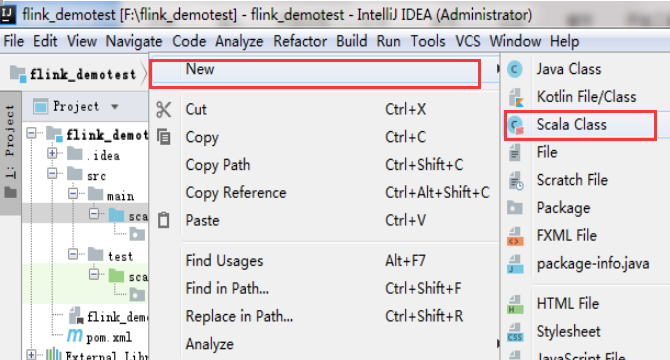 flink_demotest [F:\flink_demotest] - flink_demotest - IntelliJ IDEA (Administrator)
File Edit View Navigate Code Analyze Refactor Build Run Tools VCS Window Help
flink_demotest
1: Project
Project
flink_demotest
.idea
src
main
sca
test
sca
flink_demo
pom.xml
External Libr
New
Cut Ctrl+X
Copy Ctrl+C
Copy Path Ctrl+Shift+C
Copy Reference Ctrl+Alt+Shift+C
Paste Ctrl+V
Find Usages Alt+F7
Find in Path... Ctrl+Shift+F
Replace in Path... Ctrl+Shift+R
Analyze
Java Class
Kotlin File/Class
Scala Class
File
Scratch File
Package
FXML File
package-info.java
HTML File
Stylesheet
JavaScript File